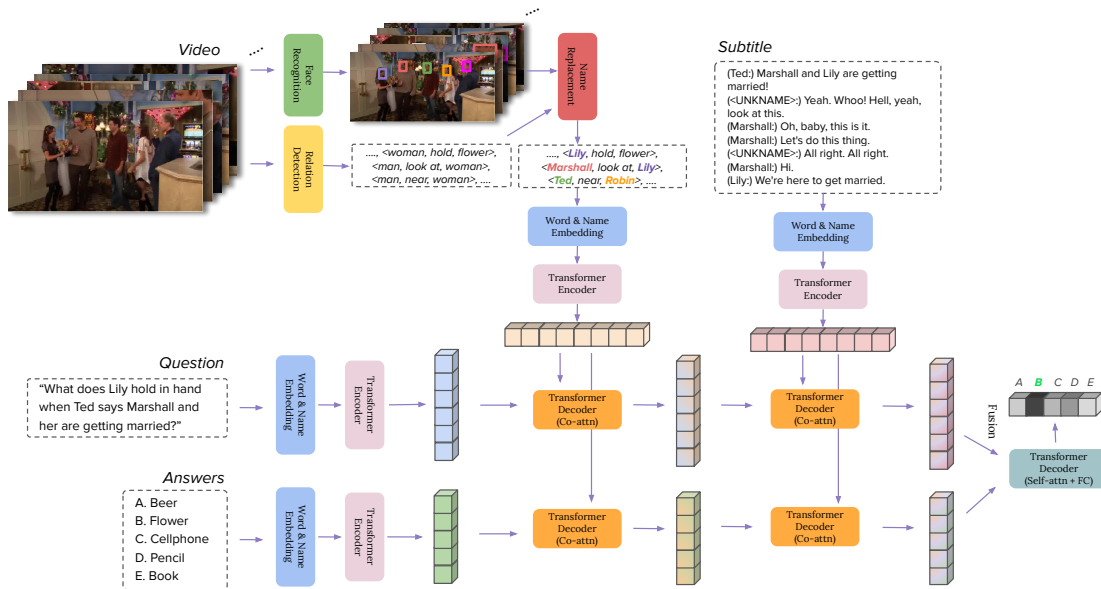 Video
Face
Recognition
Relation
Detection
Name
Replacement
...., <woman, hold, flower>,
<man, look at, woman>,
<man, near, woman>, ....
...., <Lily, hold, flower>,
<Marshall, look at, Lily>,
<Ted, near, Robin>, ....
Subtitle
(Ted:) Marshall and Lily are getting
married!
(<UNKNAME>:) Yeah. Whoo! Hell, yeah,
look at this.
(Marshall:) Oh, baby, this is it.
(Marshall:) Let's do this thing.
(<UNKNAME>:) All right. All right.
(Marshall:) Hi.
(Lily:) We're here to get married.
Word & Name
Embedding
Transformer
Encoder
Word & Name
Embedding
Transformer
Encoder
Question
“What does Lily hold in hand
when Ted says Marshall and
her are getting married?”
Word & Name
Embedding
Transformer
Encoder
Transformer
Decoder
(Co-attn)
Transformer
Decoder
(Co-attn)
Fusion
A B C D E
Transformer
Decoder
(Self-attn + FC)
Answers
A. Beer
B. Flower
C. Cellphone
D. Pencil
E. Book
Word & Name
Embedding
Transformer
Encoder
Transformer
Decoder
(Co-attn)
Transformer
Decoder
(Co-attn)